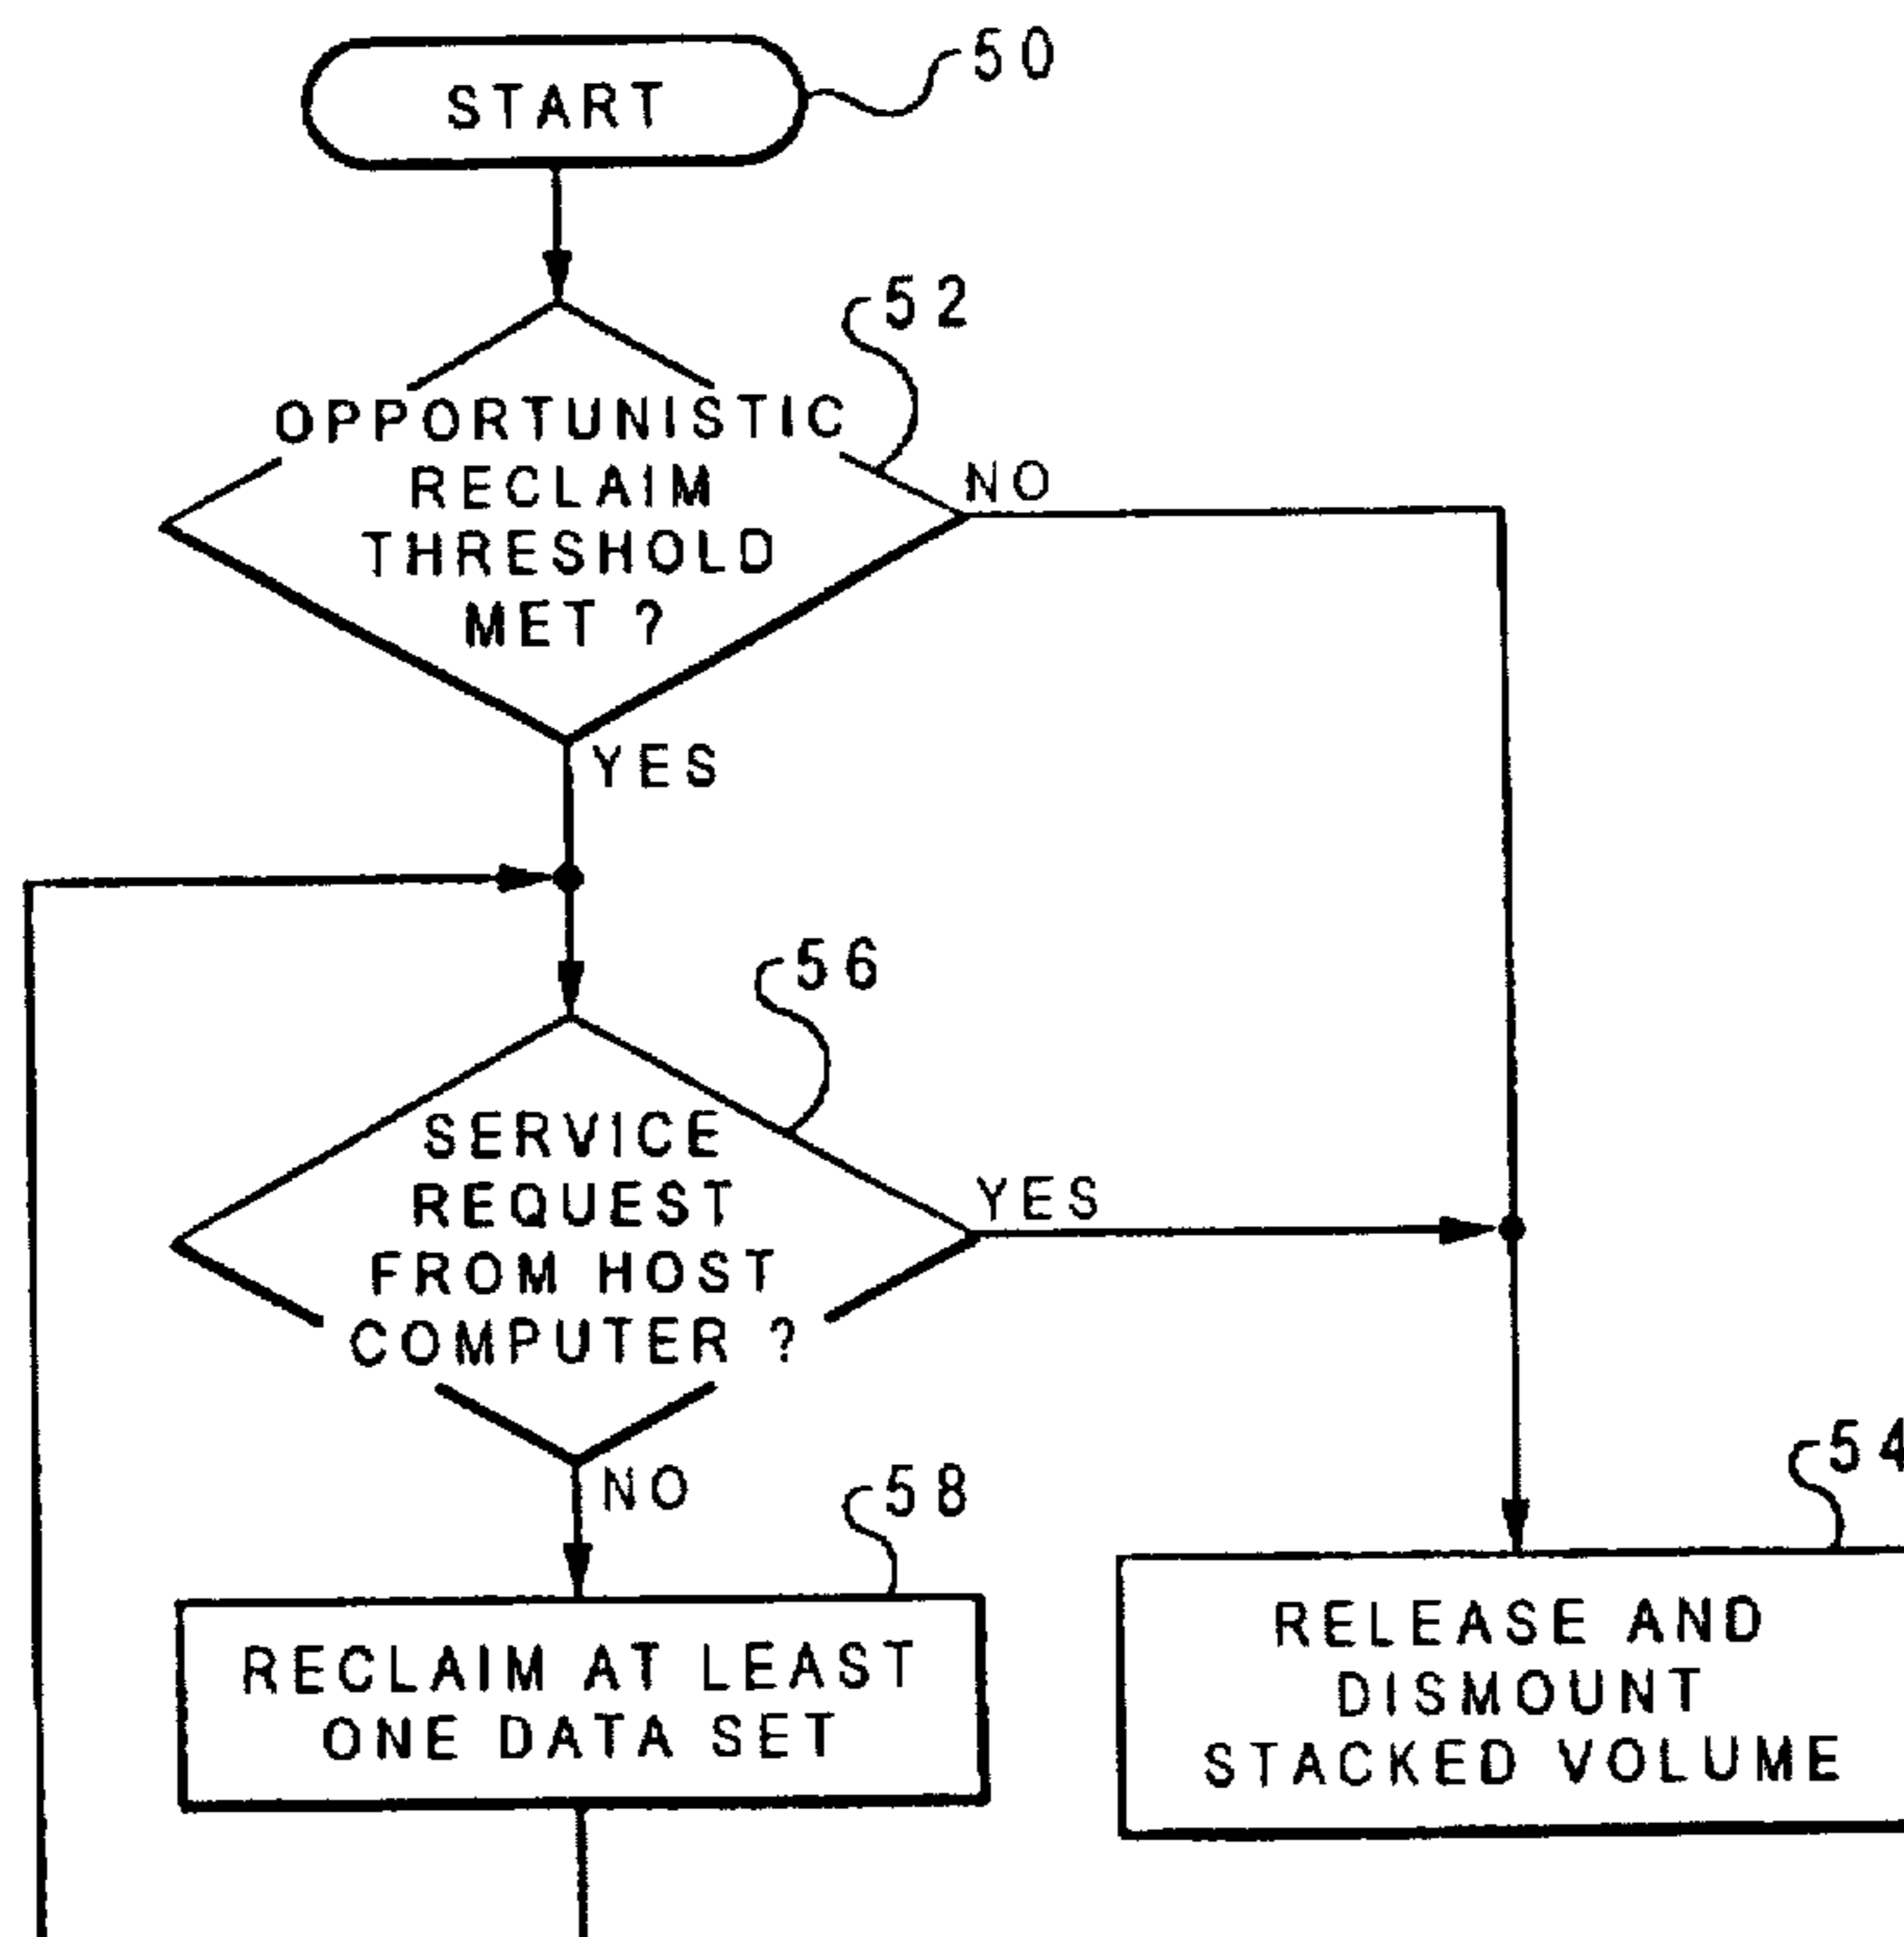 START
50
52
OPPORTUNISTIC
RECLAIM
THRESHOLD
MET ?
NO
YES
56
SERVICE
REQUEST
FROM HOST
COMPUTER ?
YES
NO
58
54
RECLAIM AT LEAST
ONE DATA SET
RELEASE AND
DISMOUNT
STACKED VOLUME